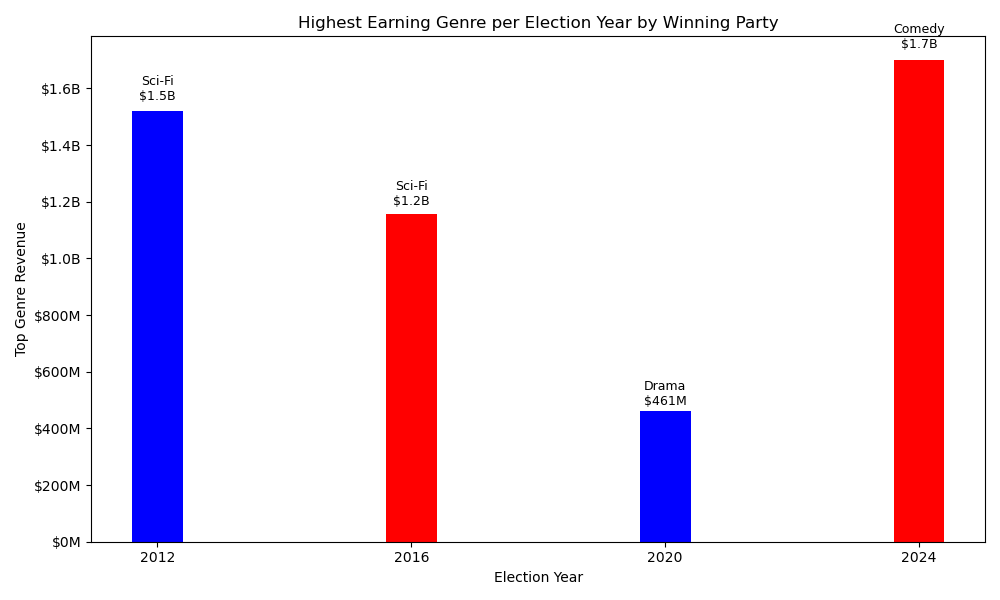 Highest Earning Genre per Election Year by Winning Party
Comedy
$1.7B
Sci-Fi
$1.5B
Sci-Fi
$1.2B
Drama
$461M
$1.6B
$1.4B
$1.2B
$1.0B
$800M
$600M
$400M
$200M
$0M
Top Genre Revenue
2012
2016
2020
2024
Election Year